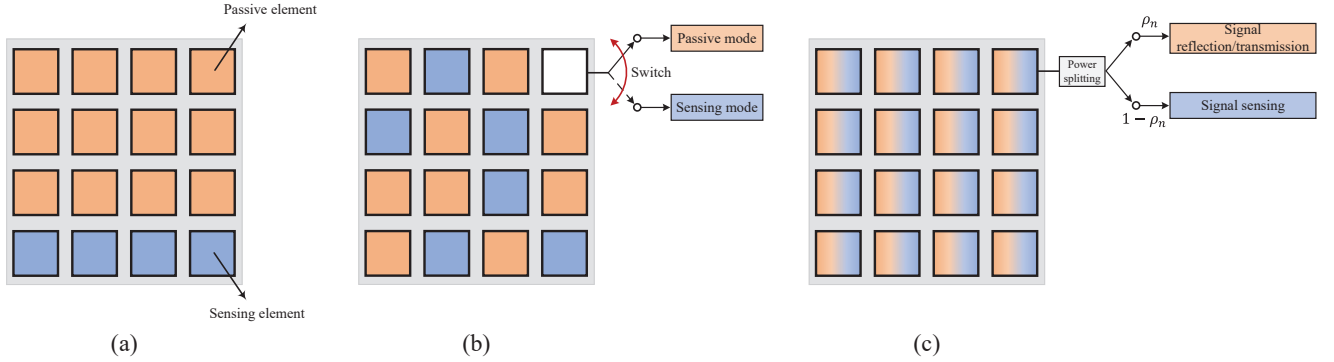 Passive element
Sensing element
(a)
Switch
Passive mode
Sensing mode
(b)
Power
splitting
ρₙ
Signal
reflection/transmission
1 − ρₙ
Signal sensing
(c)